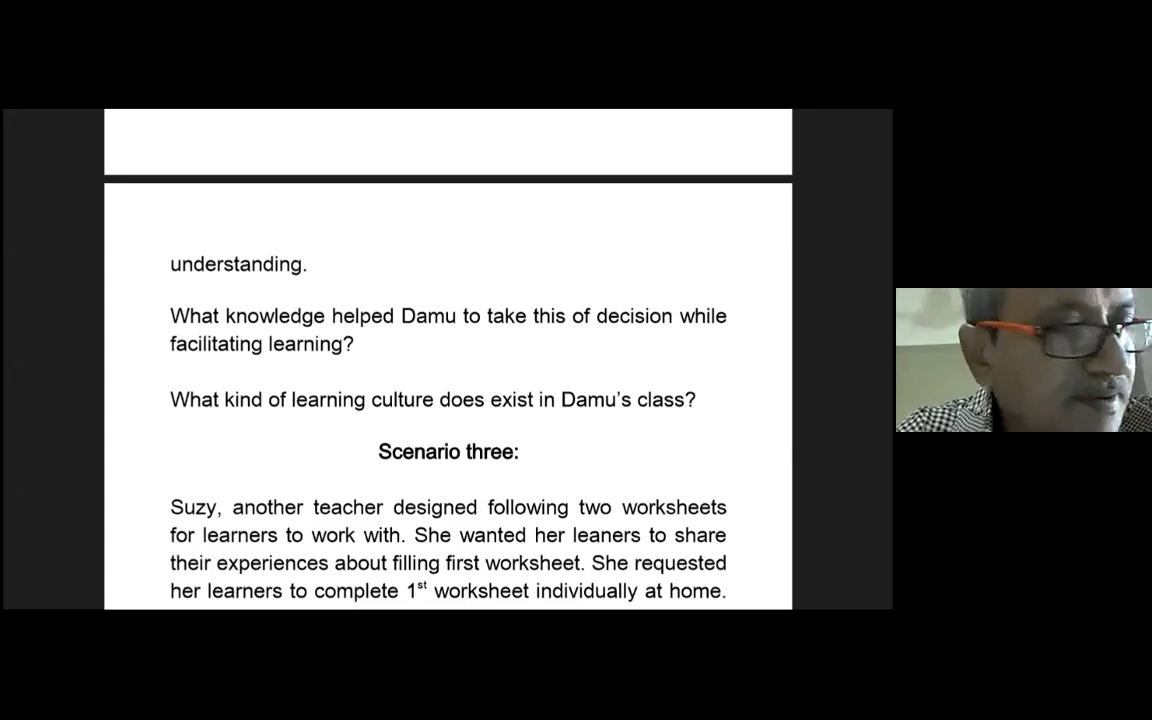 understanding.
What knowledge helped Damu to take this of decision while
facilitating learning?
What kind of learning culture does exist in Damu's class?
Scenario three:
Suzy, another teacher designed following two worksheets
for learners to work with. She wanted her leaners to share
their experiences about filling first worksheet. She requested
her learners to complete 1st worksheet individually at home.